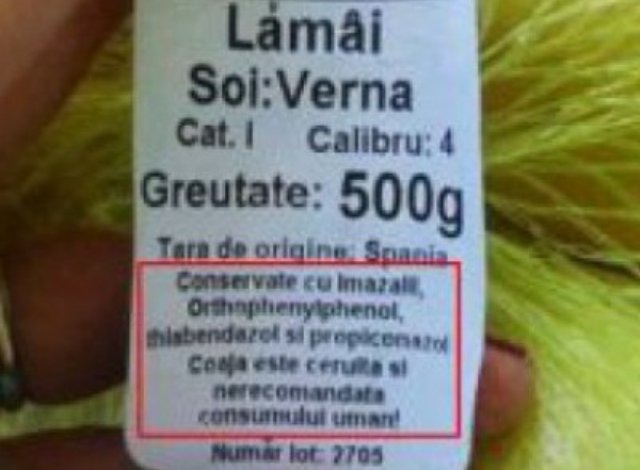 Lămâi
Soi:Verna
Cat. I Calibru: 4
Greutate: 500g
Tara de origine: Spania
Conservate cu Imazalil,
Orthophenylphenol,
thiabendazol si propiconazol
Coaja este ceruita si
nerecomandata
consumului uman!
Număr lot: 2705